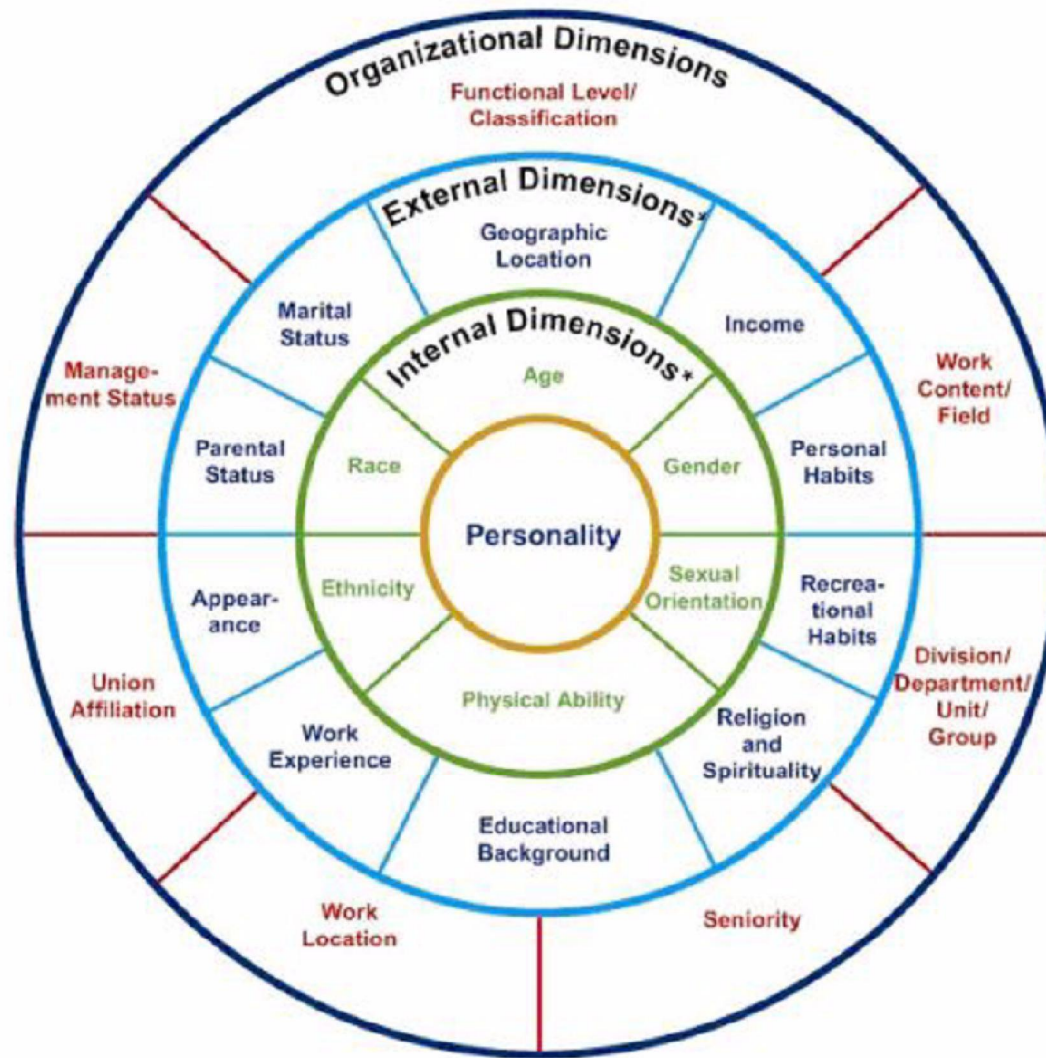 Organizational Dimensions
Functional Level/
Classification
External Dimensions*
Geographic
Location
Marital
Status
Income
Internal Dimensions*
Age
Manage-
ment Status
Work
Content/
Field
Parental
Status
Race
Gender
Personal
Habits
Personality
Appear-
ance
Ethnicity
Sexual
Orientation
Recrea-
tional
Habits
Union
Affiliation
Division/
Department/
Unit/
Group
Physical Ability
Work
Experience
Religion
and
Spirituality
Educational
Background
Work
Location
Seniority